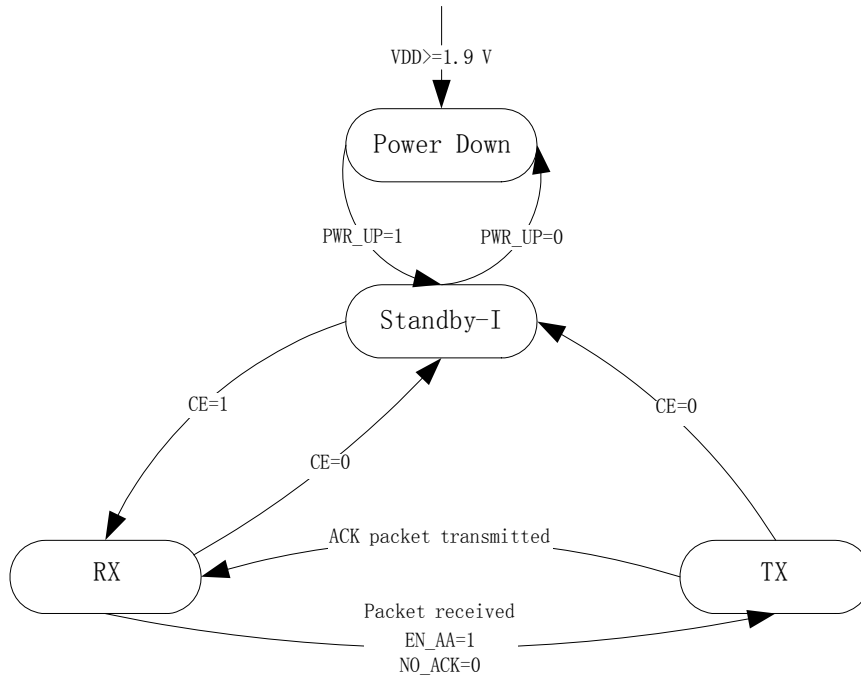 VDD>=1.9 V
Power Down
PWR_UP=1
PWR_UP=0
Standby-I
CE=1
CE=0
CE=0
ACK packet transmitted
RX
TX
Packet received
EN_AA=1
NO_ACK=0